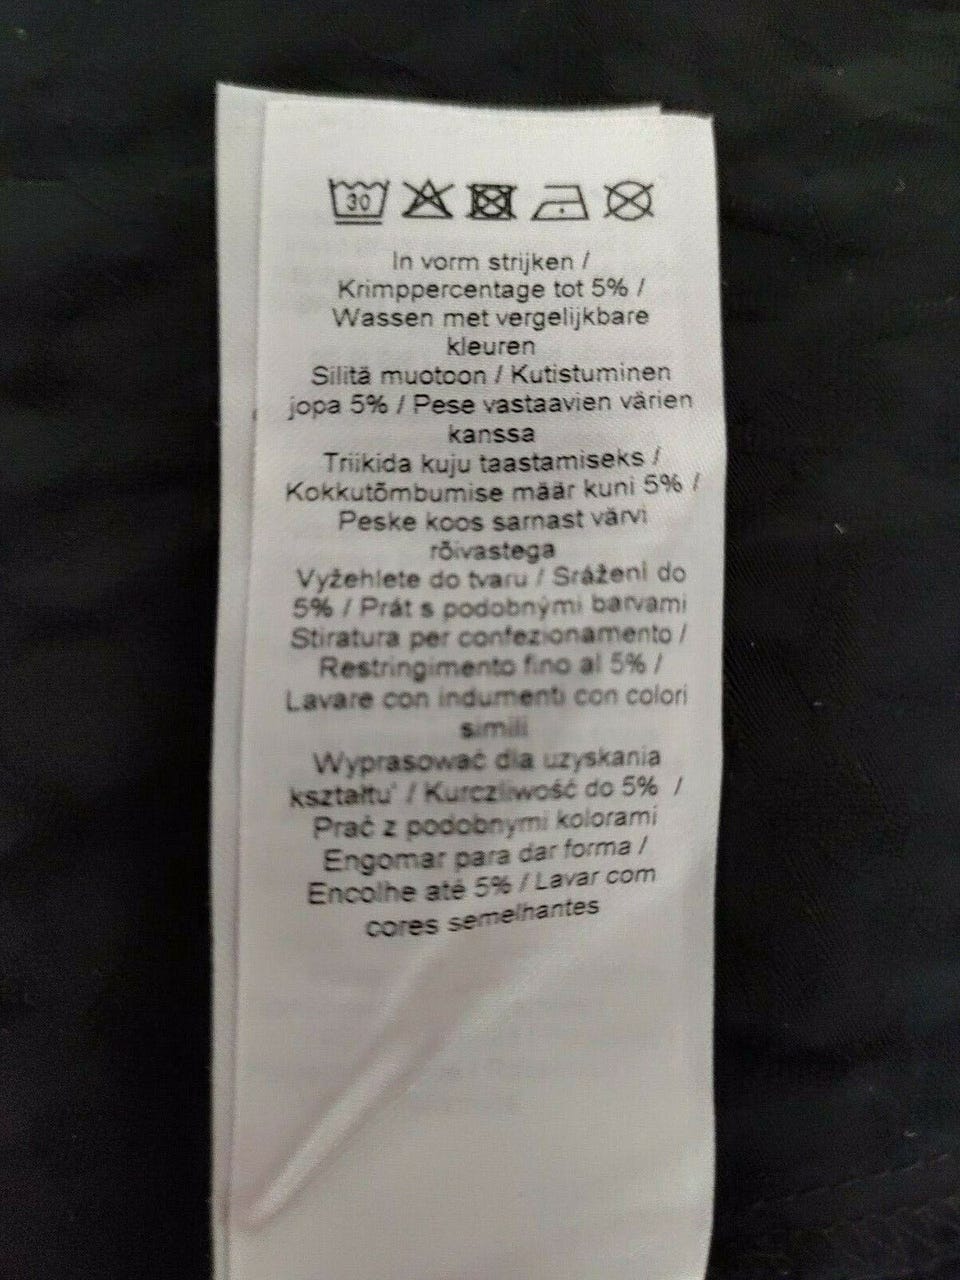 30
In vorm strijken /
Krimppercentage tot 5% /
Wassen met vergelijkbare
kleuren
Silitä muotoon / Kutistuminen
jopa 5% / Pese vastaavien värien
kanssa
Triikida kuju taastamiseks /
Kokkutõmbumise määr kuni 5% /
Peske koos sarnast värvi
rõivastega
Vyžehlete do tvaru / Sráženi do
5% / Prát s podobnými barvami
Stiratura per confezionamento /
Restringimento fino al 5% /
Lavare con indumenti con colori
simili
Wyprasować dla uzyskania
kształtu' / Kurczliwość do 5% /
Prać z podobnymi kolorami
Engomar para dar forma /
Encolhe até 5% / Lavar com
cores semelhantes